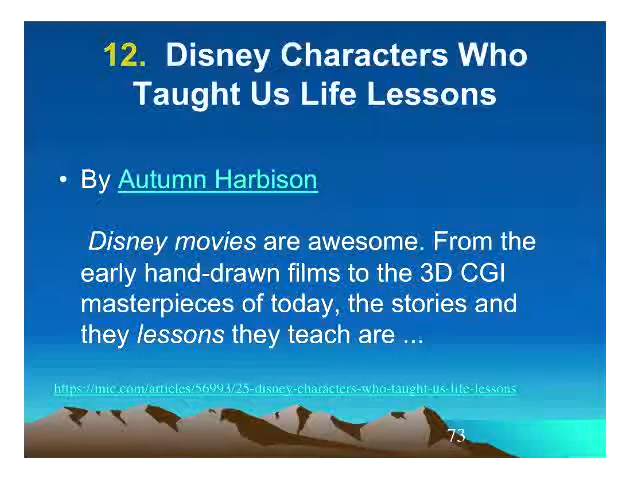 12. Disney Characters Who
Taught Us Life Lessons
• By Autumn Harbison
Disney movies are awesome. From the
early hand-drawn films to the 3D CGI
masterpieces of today, the stories and
they lessons they teach are ...
https://mic.com/articles/56993/25-disney-characters-who-taught-us-life-lessons
73